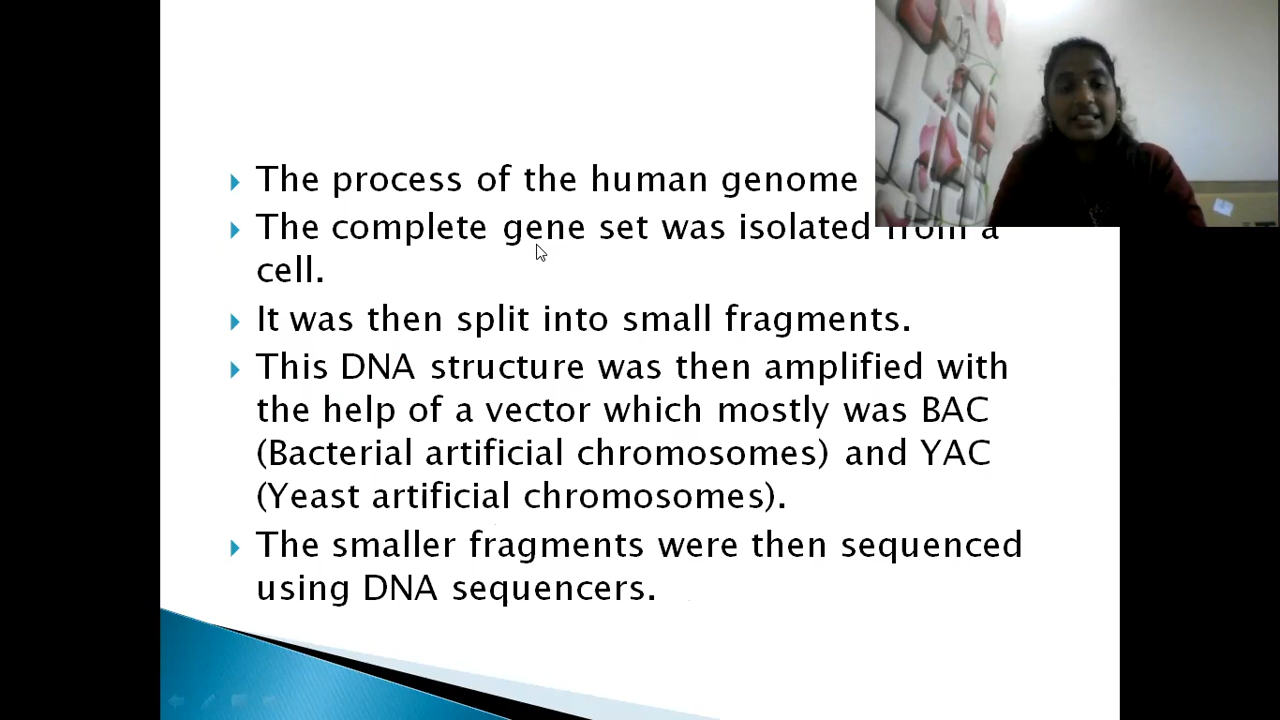 The process of the human genome
The complete gene set was isolated from a
cell.
It was then split into small fragments.
This DNA structure was then amplified with
the help of a vector which mostly was BAC
(Bacterial artificial chromosomes) and YAC
(Yeast artificial chromosomes).
The smaller fragments were then sequenced
using DNA sequencers.